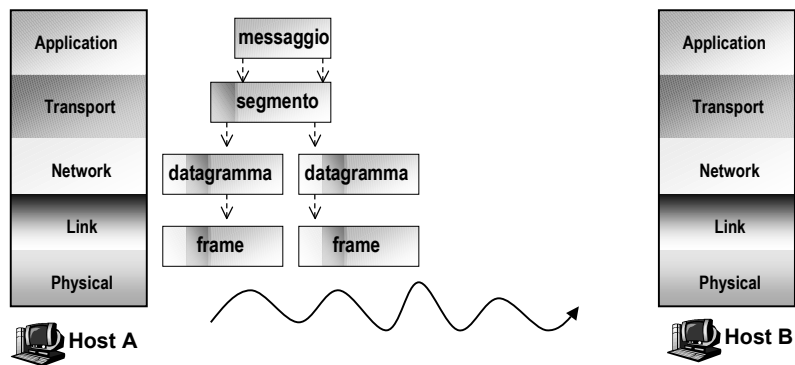 Application
messaggio
Application
Transport
segmento
Transport
Network
datagramma
datagramma
Network
Link
frame
frame
Link
Physical
Physical
Host A
Host B